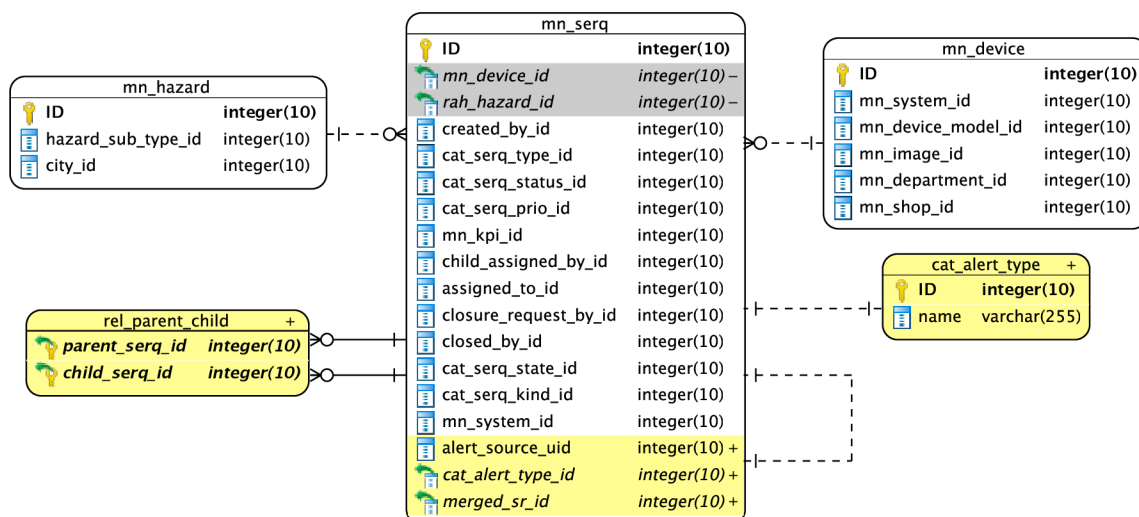 mn_hazard
ID integer(10)
hazard_sub_type_id integer(10)
city_id integer(10)
rel_parent_child +
parent_serq_id integer(10)
child_serq_id integer(10)
mn_serq
ID integer(10)
mn_device_id integer(10) –
rah_hazard_id integer(10) –
created_by_id integer(10)
cat_serq_type_id integer(10)
cat_serq_status_id integer(10)
cat_serq_prio_id integer(10)
mn_kpi_id integer(10)
child_assigned_by_id integer(10)
assigned_to_id integer(10)
closure_request_by_id integer(10)
closed_by_id integer(10)
cat_serq_state_id integer(10)
cat_serq_kind_id integer(10)
mn_system_id integer(10)
alert_source_uid integer(10) +
cat_alert_type_id integer(10) +
merged_sr_id integer(10) +
mn_device
ID integer(10)
mn_system_id integer(10)
mn_device_model_id integer(10)
mn_image_id integer(10)
mn_department_id integer(10)
mn_shop_id integer(10)
cat_alert_type +
ID integer(10)
name varchar(255)